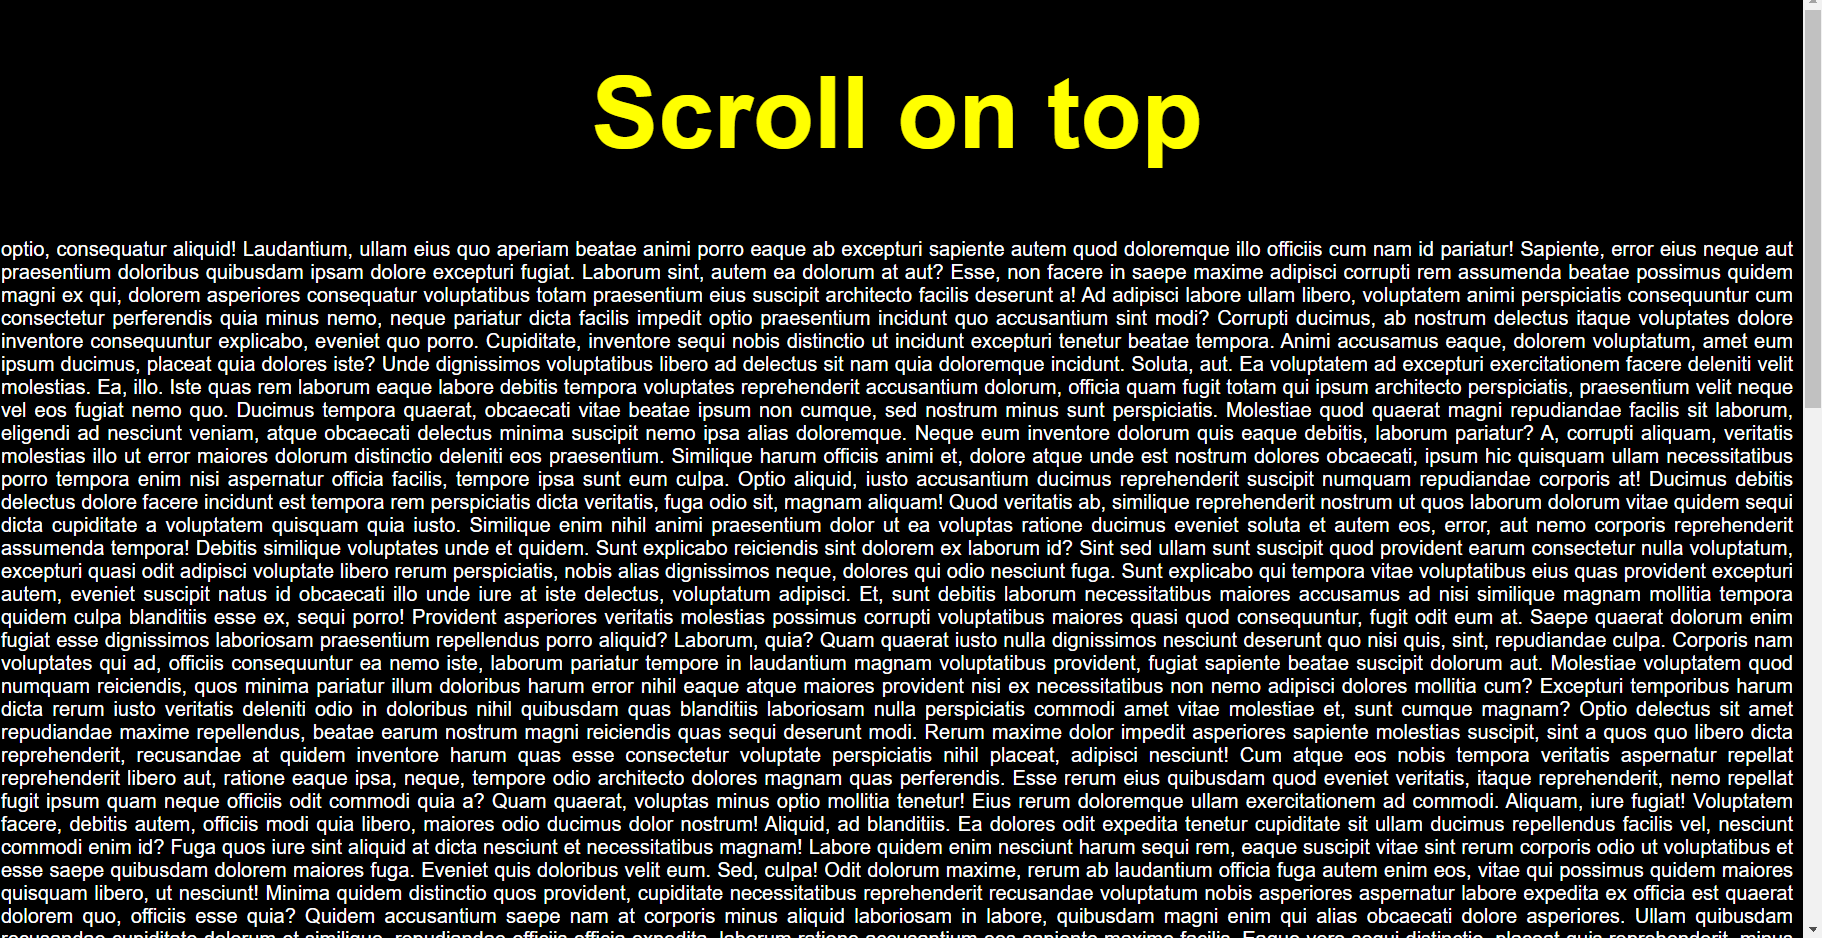 Scroll on top
optio, consequatur aliquid! Laudantium, ullam eius quo aperiam beatae animi porro eaque ab excepturi sapiente autem quod doloremque illo officiis cum nam id pariatur! Sapiente, error eius neque aut
praesentium doloribus quibusdam ipsam dolore excepturi fugiat. Laborum sint, autem ea dolorum at aut? Esse, non facere in saepe maxime adipisci corrupti rem assumenda beatae possimus quidem
magni ex qui, dolorem asperiores consequatur voluptatibus totam praesentium eius suscipit architecto facilis deserunt a! Ad adipisci labore ullam libero, voluptatem animi perspiciatis consequuntur cum
consectetur perferendis quia minus nemo, neque pariatur dicta facilis impedit optio praesentium incidunt quo accusantium sint modi? Corrupti ducimus, ab nostrum delectus itaque voluptates dolore
inventore consequuntur explicabo, eveniet quo porro. Cupiditate, inventore sequi nobis distinctio ut incidunt excepturi tenetur beatae tempora. Animi accusamus eaque, dolorem voluptatum, amet eum
ipsum ducimus, placeat quia dolores iste? Unde dignissimos voluptatibus libero ad delectus sit nam quia doloremque incidunt. Soluta, aut. Ea voluptatem ad excepturi exercitationem facere deleniti velit
molestias. Ea, illo. Iste quas rem laborum eaque labore debitis tempora voluptates reprehenderit accusantium dolorum, officia quam fugit totam qui ipsum architecto perspiciatis, praesentium velit neque
vel eos fugiat nemo quo. Ducimus tempora quaerat, obcaecati vitae beatae ipsum non cumque, sed nostrum minus sunt perspiciatis. Molestiae quod quaerat magni repudiandae facilis sit laborum,
eligendi ad nesciunt veniam, atque obcaecati delectus minima suscipit nemo ipsa alias doloremque. Neque eum inventore dolorum quis eaque debitis, laborum pariatur? A, corrupti aliquam, veritatis
molestias illo ut error maiores dolorum distinctio deleniti eos praesentium. Similique harum officiis animi et, dolore atque unde est nostrum dolores obcaecati, ipsum hic quisquam ullam necessitatibus
porro tempora enim nisi aspernatur officia facilis, tempore ipsa sunt eum culpa. Optio aliquid, iusto accusantium ducimus reprehenderit suscipit numquam repudiandae corporis at! Ducimus debitis
delectus dolore facere incidunt est tempora rem perspiciatis dicta veritatis, fuga odio sit, magnam aliquam! Quod veritatis ab, similique reprehenderit nostrum ut quos laborum dolorum vitae quidem sequi
dicta cupiditate a voluptatem quisquam quia iusto. Similique enim nihil animi praesentium dolor ut ea voluptas ratione ducimus eveniet soluta et autem eos, error, aut nemo corporis reprehenderit
assumenda tempora! Debitis similique voluptates unde et quidem. Sunt explicabo reiciendis sint dolorem ex laborum id? Sint sed ullam sunt suscipit quod provident earum consectetur nulla voluptatum,
excepturi quasi odit adipisci voluptate libero rerum perspiciatis, nobis alias dignissimos neque, dolores qui odio nesciunt fuga. Sunt explicabo qui tempora vitae voluptatibus eius quas provident excepturi
autem, eveniet suscipit natus id obcaecati illo unde iure at iste delectus, voluptatum adipisci. Et, sunt debitis laborum necessitatibus maiores accusamus ad nisi similique magnam mollitia tempora
quidem culpa blanditiis esse ex, sequi porro! Provident asperiores veritatis molestias possimus corrupti voluptatibus maiores quasi quod consequuntur, fugit odit eum at. Saepe quaerat dolorum enim
fugiat esse dignissimos laboriosam praesentium repellendus porro aliquid? Laborum, quia? Quam quaerat iusto nulla dignissimos nesciunt deserunt quo nisi quis, sint, repudiandae culpa. Corporis nam
voluptates qui ad, officiis consequuntur ea nemo iste, laborum pariatur tempore in laudantium magnam voluptatibus provident, fugiat sapiente beatae suscipit dolorum aut. Molestiae voluptatem quod
numquam reiciendis, quos minima pariatur illum doloribus harum error nihil eaque atque maiores provident nisi ex necessitatibus non nemo adipisci dolores mollitia cum? Excepturi temporibus harum
dicta rerum iusto veritatis deleniti odio in doloribus nihil quibusdam quas blanditiis laboriosam nulla perspiciatis commodi amet vitae molestiae et, sunt cumque magnam? Optio delectus sit amet
repudiandae maxime repellendus, beatae earum nostrum magni reiciendis quas sequi deserunt modi. Rerum maxime dolor impedit asperiores sapiente molestias suscipit, sint a quos quo libero dicta
reprehenderit, recusandae at quidem inventore harum quas esse consectetur voluptate perspiciatis nihil placeat, adipisci nesciunt! Cum atque eos nobis tempora veritatis aspernatur repellat
reprehenderit libero aut, ratione eaque ipsa, neque, tempore odio architecto dolores magnam quas perferendis. Esse rerum eius quibusdam quod eveniet veritatis, itaque reprehenderit, nemo repellat
fugit ipsum quam neque officiis odit commodi quia a? Quam quaerat, voluptas minus optio mollitia tenetur! Eius rerum doloremque ullam exercitationem ad commodi. Aliquam, iure fugiat! Voluptatem
facere, debitis autem, officiis modi quia libero, maiores odio ducimus dolor nostrum! Aliquid, ad blanditiis. Ea dolores odit expedita tenetur cupiditate sit ullam ducimus repellendus facilis vel, nesciunt
commodi enim id? Fuga quos iure sint aliquid at dicta nesciunt et necessitatibus magnam! Labore quidem enim nesciunt harum sequi rem, eaque suscipit vitae sint rerum corporis odio ut voluptatibus et
esse saepe quibusdam dolorem maiores fuga. Eveniet quis doloribus velit eum. Sed, culpa! Odit dolorum maxime, rerum ab laudantium officia fuga autem enim eos, vitae qui possimus quidem maiores
quisquam libero, ut nesciunt! Minima quidem distinctio quos provident, cupiditate necessitatibus reprehenderit recusandae voluptatum nobis asperiores aspernatur labore expedita ex officia est quaerat
dolorem quo, officiis esse quia? Quidem accusantium saepe nam at corporis minus aliquid laboriosam in labore, quibusdam magni enim qui alias obcaecati dolore asperiores. Ullam quibusdam